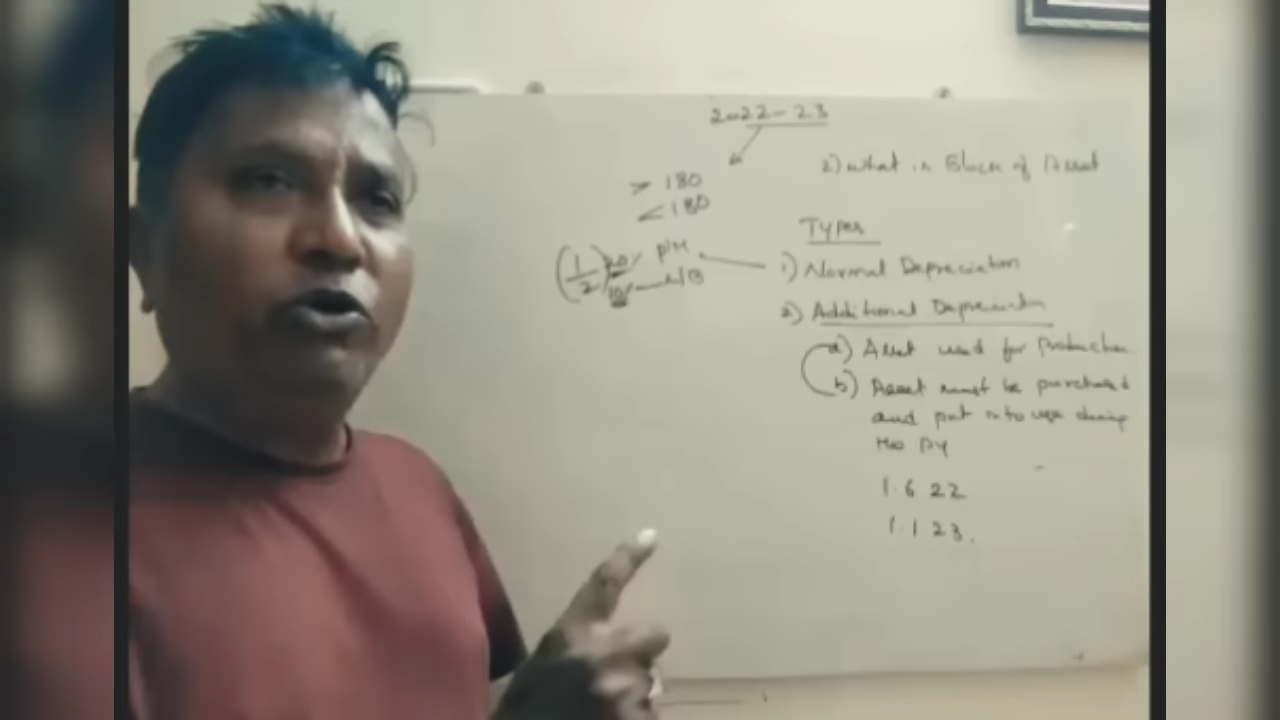 2022-23
2) What is Block of Asset
> 180
< 180
Types
(1/2) 20% P/M
10%
1) Normal Depreciation
2) Additional Depreciation
a) Asset used for Production
b) Asset must be purchased
and put into use during
the PY
1.6 22
1.1 23.